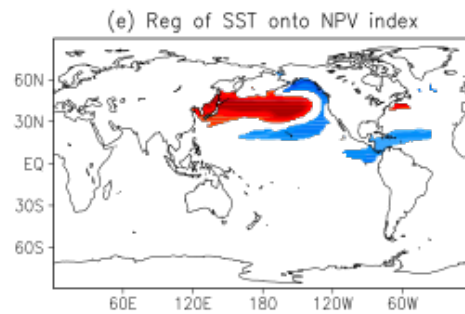 (e) Reg of SST onto NPV index
60N
30N
EQ
30S
60S
60E 120E 180 120W 60W